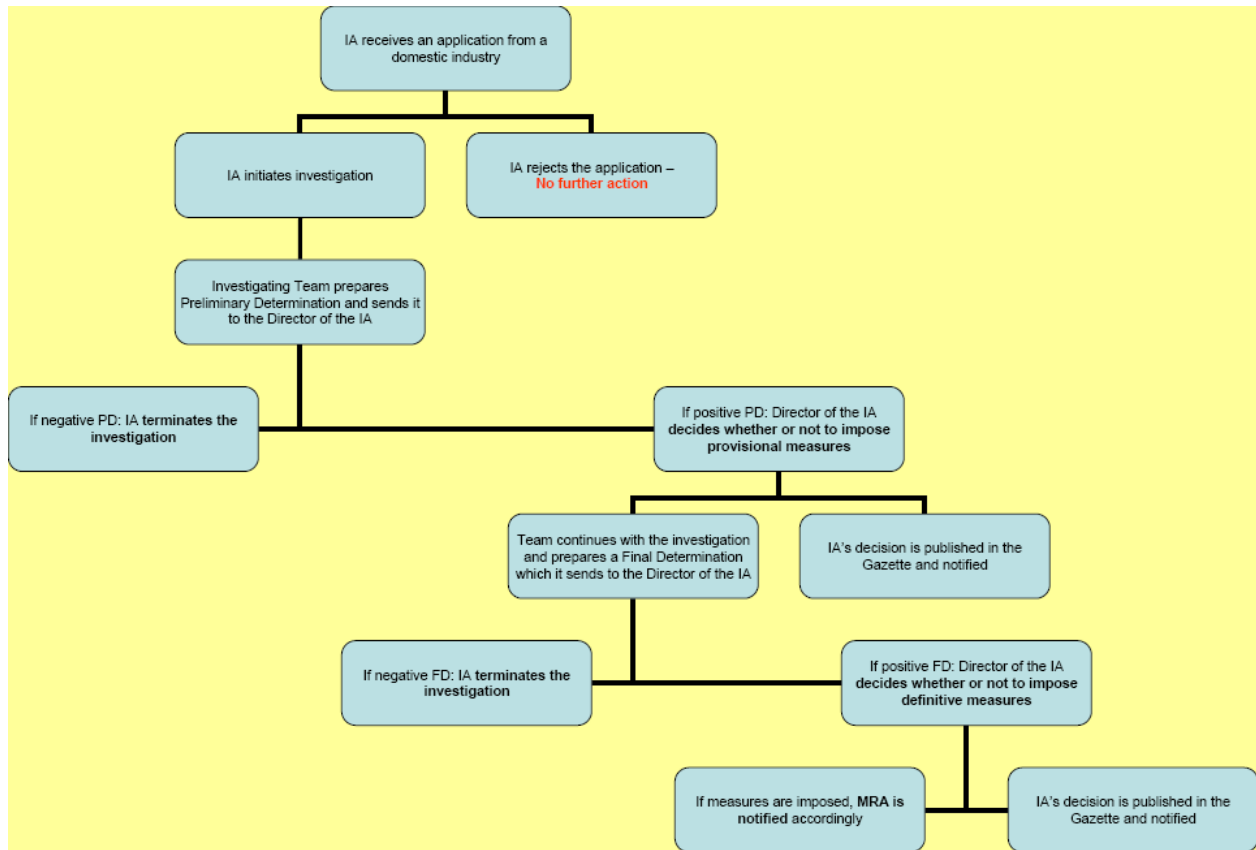 IA receives an application from a
domestic industry
IA initiates investigation
IA rejects the application –
No further action
Investigating Team prepares
Preliminary Determination and sends it
to the Director of the IA
If negative PD: IA terminates the
investigation
If positive PD: Director of the IA
decides whether or not to impose
provisional measures
Team continues with the investigation
and prepares a Final Determination
which it sends to the Director of the IA
IA's decision is published in the
Gazette and notified
If negative FD: IA terminates the
investigation
If positive FD: Director of the IA
decides whether or not to impose
definitive measures
If measures are imposed, MRA is
notified accordingly
IA's decision is published in the
Gazette and notified